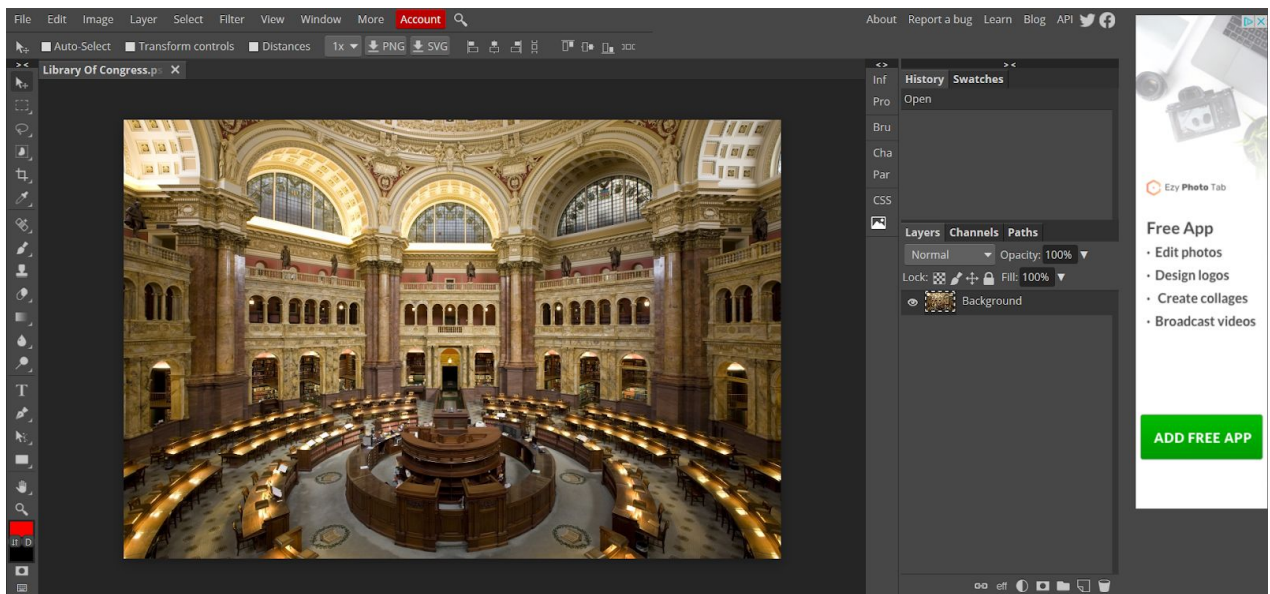 File Edit Image Layer Select Filter View Window More Account
About Report a bug Learn Blog API
Auto-Select Transform controls Distances 1x PNG SVG
Library Of Congress.ps X
> <
< >
> <
Inf
Pro
Bru
Cha
Par
CSS
History Swatches
Open
Layers Channels Paths
Normal Opacity: 100%
Lock: Fill: 100%
Background
eff
T
D
Ezy Photo Tab
Free App
· Edit photos
· Design logos
· Create collages
· Broadcast videos
ADD FREE APP